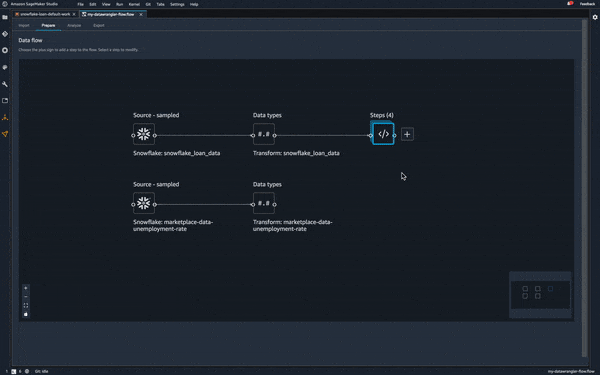 Amazon SageMaker Studio File Edit View Run Kernel Git Tabs Settings Help Feedback
snowflake-loan-default-work × my-datawrangler-flow.flow ×
Import Prepare Analyze Export
Data flow
Choose the plus sign to add a step to the flow. Select a step to modify.
Source - sampled Data types Steps (4)
#.# </> +
Snowflake: snowflake_loan_data Transform: snowflake_loan_data
Source - sampled Data types
#.#
Snowflake: marketplace-data-
unemployment-rate
Transform: marketplace-data-
unemployment-rate
Git: idle my-datawrangler-flow.flow